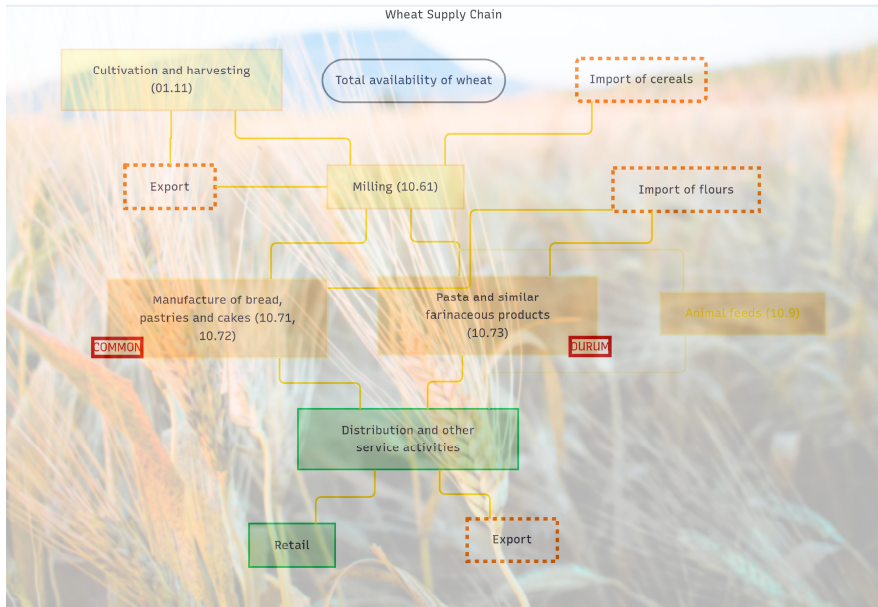 Wheat Supply Chain
Cultivation and harvesting
(01.11)
Total availability of wheat
Import of cereals
Export
Milling (10.61)
Import of flours
Manufacture of bread,
pastries and cakes (10.71,
10.72)
COMMON
Pasta and similar
farinaceous products
(10.73)
DURUM
Animal feeds (10.9)
Distribution and other
service activities
Retail
Export